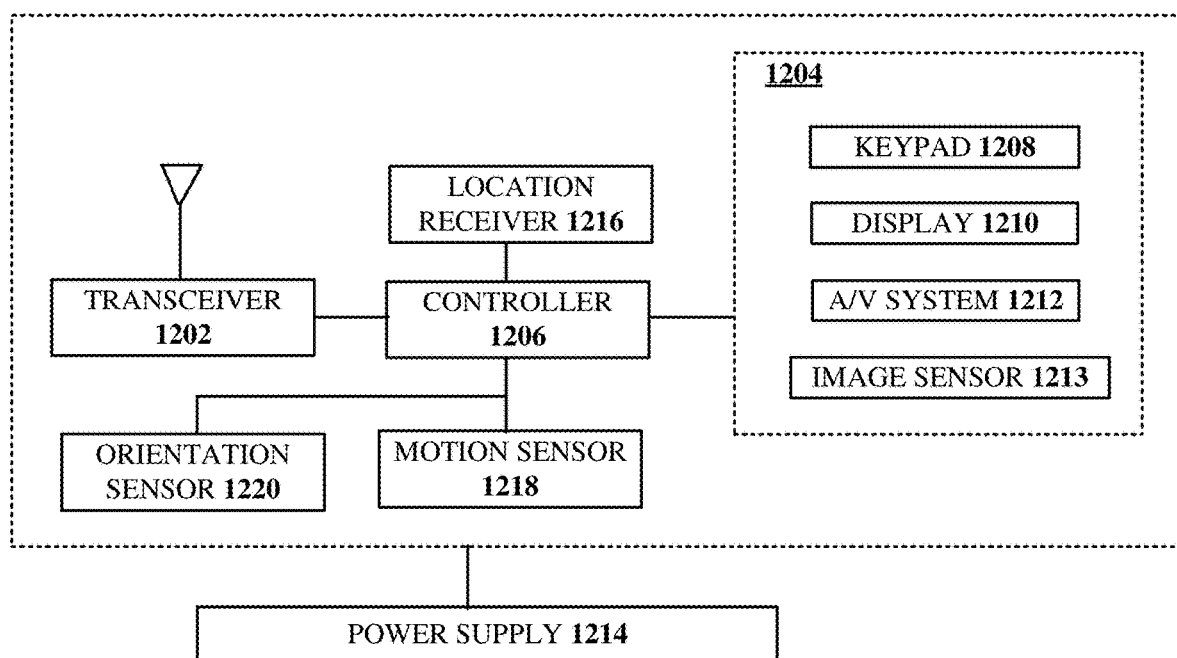 1204
KEYPAD 1208
LOCATION
RECEIVER 1216
DISPLAY 1210
TRANSCEIVER
1202
CONTROLLER
1206
A/V SYSTEM 1212
IMAGE SENSOR 1213
ORIENTATION
SENSOR 1220
MOTION SENSOR
1218
POWER SUPPLY 1214